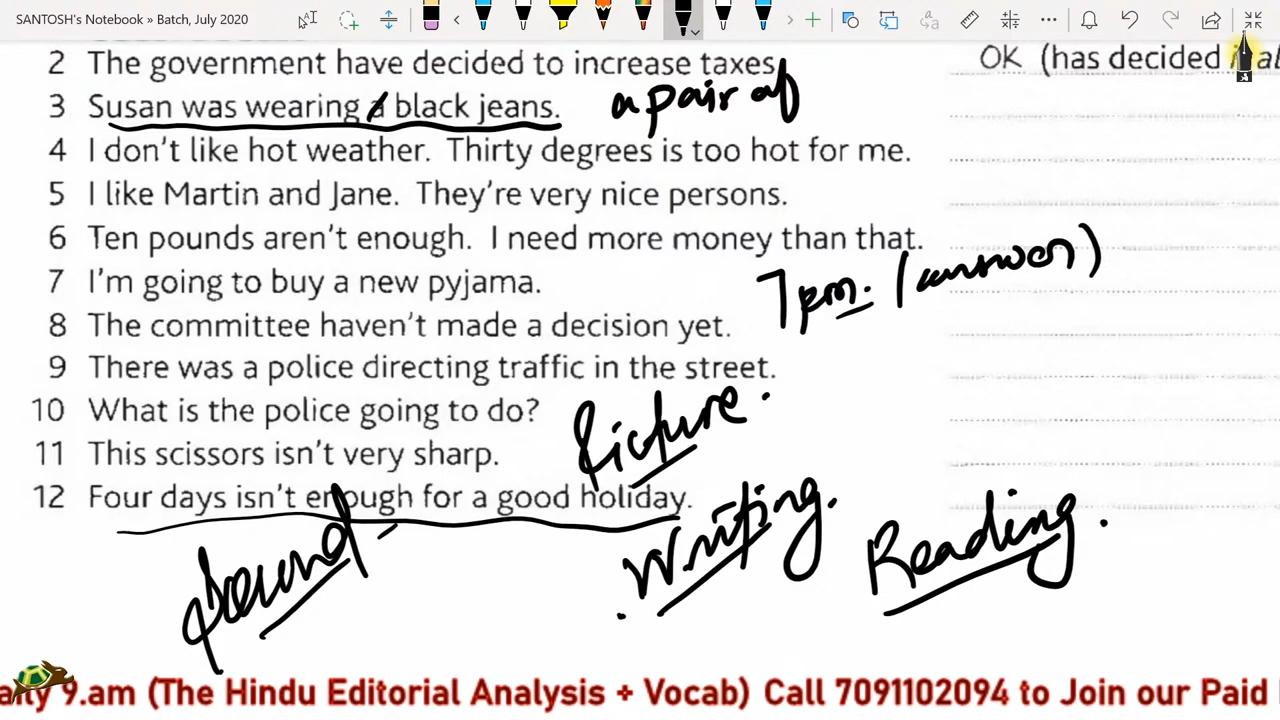 SANTOSH's Notebook » Batch, July 2020
2 The government have decided to increase taxes. OK (has decided is al
3 Susan was wearing a black jeans. a pair of
4 I don't like hot weather. Thirty degrees is too hot for me.
5 I like Martin and Jane. They're very nice persons.
6 Ten pounds aren't enough. I need more money than that.
7 I'm going to buy a new pyjama. 7 pm. (answer)
8 The committee haven't made a decision yet.
9 There was a police directing traffic in the street.
10 What is the police going to do? Picture.
11 This scissors isn't very sharp.
12 Four days isn't enough for a good holiday.
Sound Writing. Reading.
aily 9.am (The Hindu Editorial Analysis + Vocab) Call 7091102094 to Join our Paid